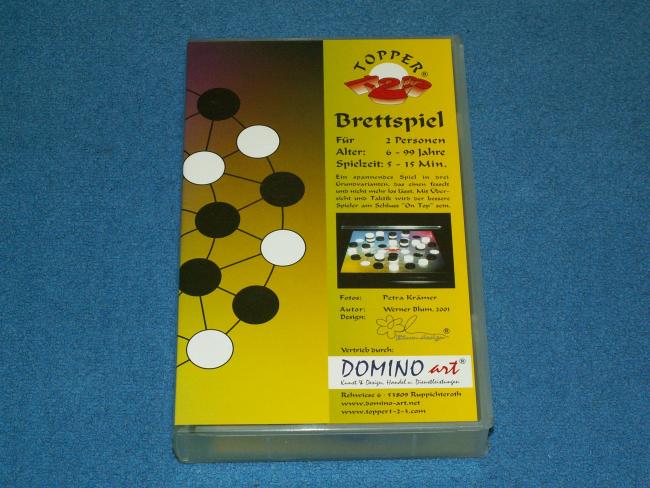 TOPPER®
1 2 3
Brettspiel
Für 2 Personen
Alter: 6 - 99 Jahre
Spielzeit: 5 - 15 Min.
Ein spannendes Spiel in drei
Grundvarianten, das einen fesselt
und nicht mehr los lässt. Mit Über-
sicht und Taktik wird der bessere
Spieler am Schluss "On Top" sein.
Fotos: Petra Krämer
Autor: Werner Blum, 2001
Design:
®
Vertrieb durch:
DOMINO art®
Kunst & Design, Handel u. Dienstleistungen
Rehwiese 6 - 53809 Ruppichteroth
www.domino-art.net
www.topper1-2-3.com